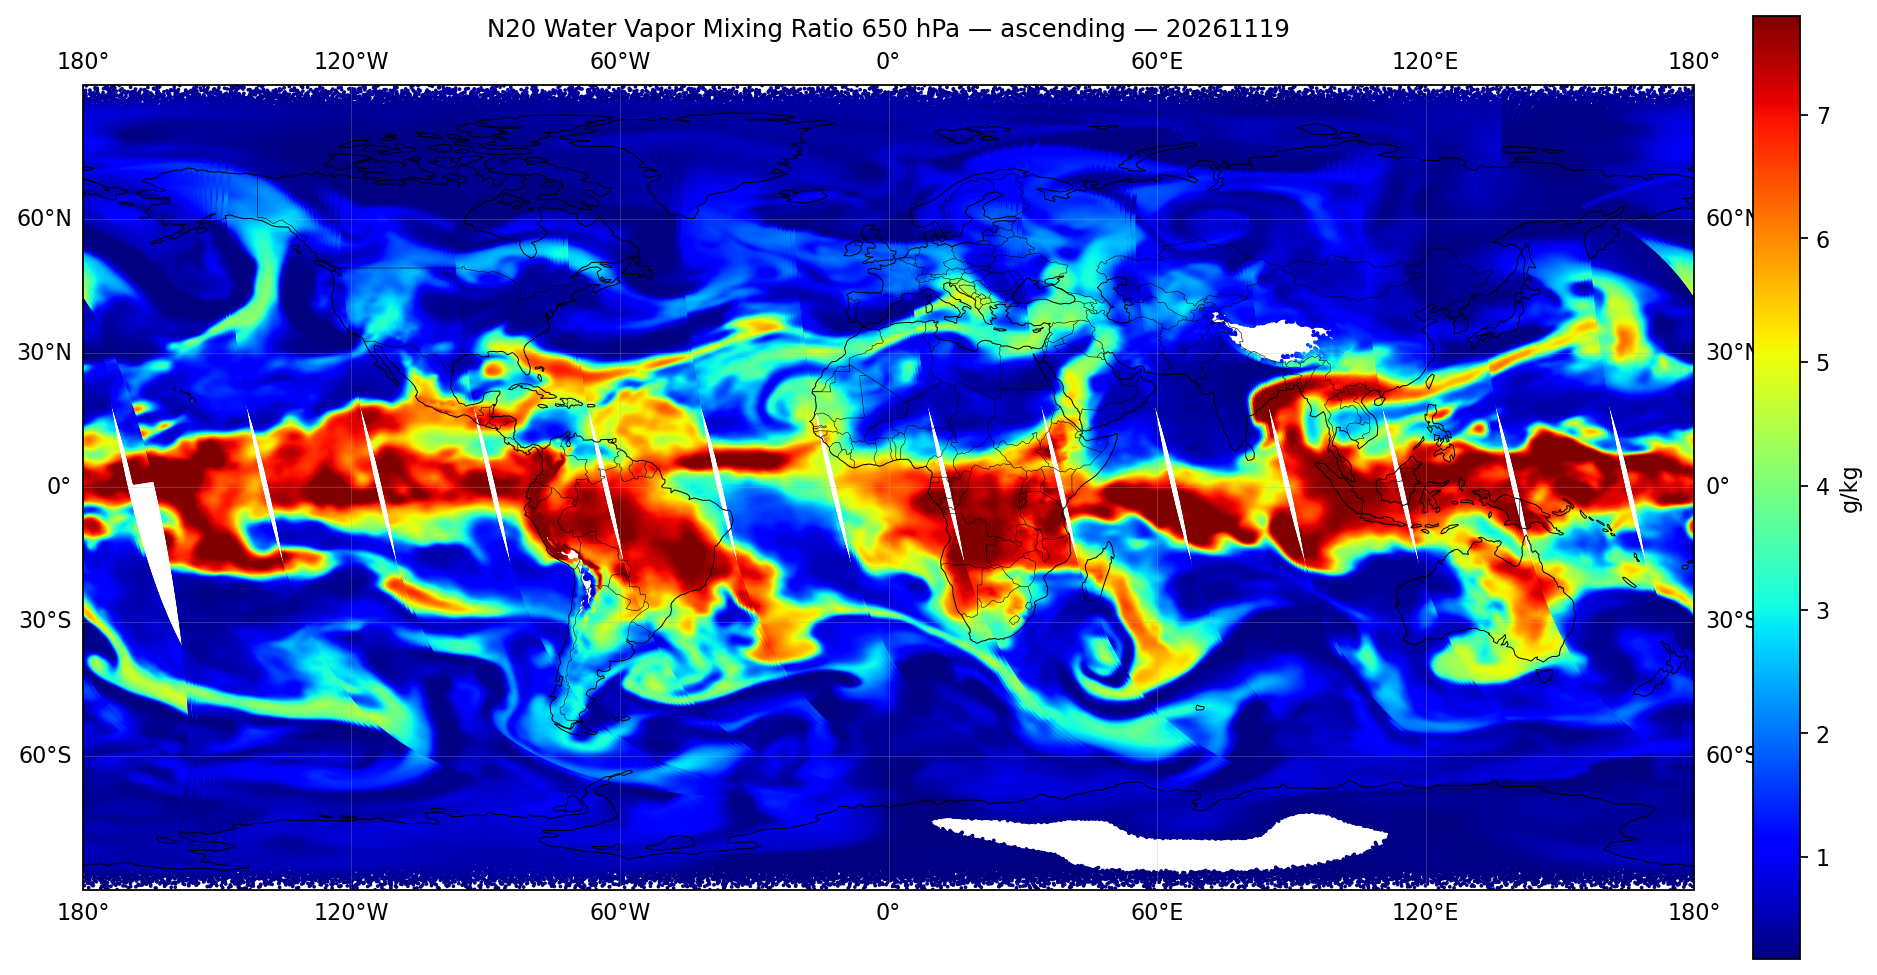 N20 Water Vapor Mixing Ratio 650 hPa — ascending — 20261119
180° 120°W 60°W 0° 60°E 120°E 180°
7
60°N 60°N
6
30°N 30°N
5
0° 0°
4
g/kg
30°S 30°S
3
60°S 60°S
2
1
180° 120°W 60°W 0° 60°E 120°E 180°